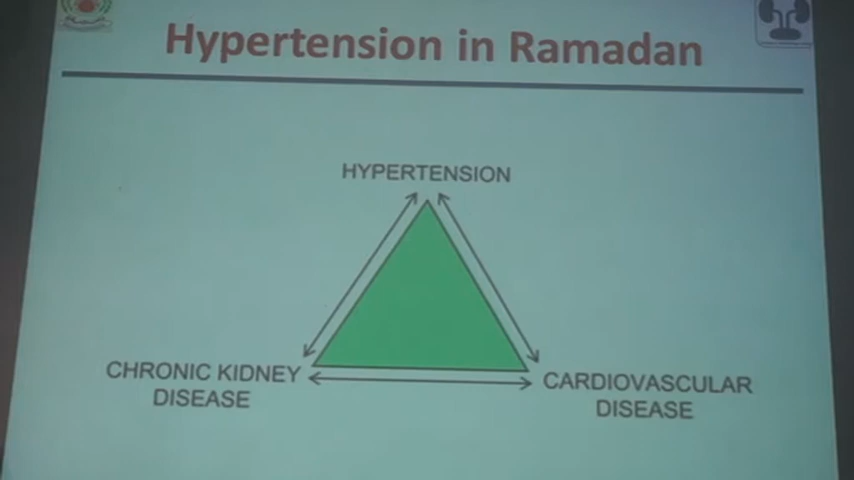 Hypertension in Ramadan
HYPERTENSION
CHRONIC KIDNEY
DISEASE
CARDIOVASCULAR
DISEASE